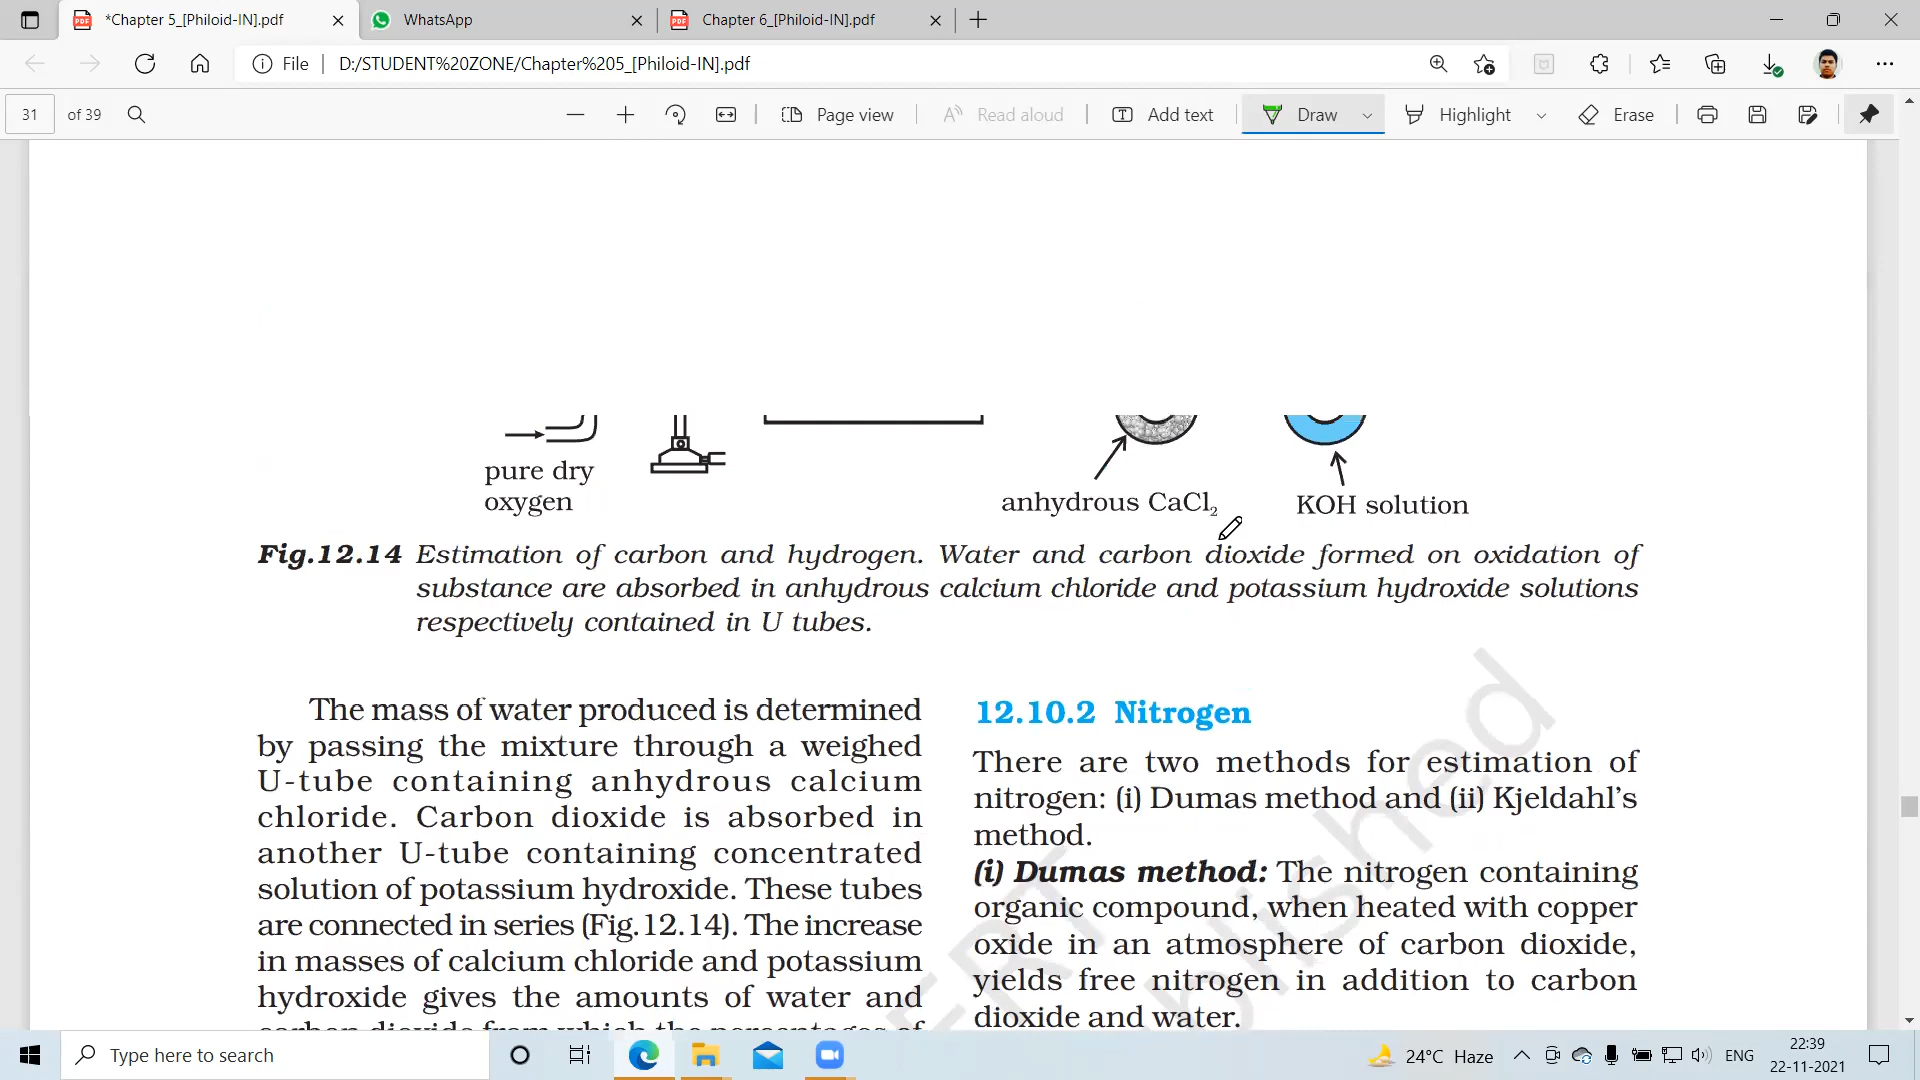 *Chapter 5_[Philoid-IN].pdf
WhatsApp
Chapter 6_[Philoid-IN].pdf
File
D:/STUDENT%20ZONE/Chapter%205_[Philoid-IN].pdf
31 of 39
Page view
Read aloud
Add text
Draw
Highlight
Erase
pure dry
oxygen
anhydrous CaCl₂
KOH solution
Fig.12.14 Estimation of carbon and hydrogen. Water and carbon dioxide formed on oxidation of
substance are absorbed in anhydrous calcium chloride and potassium hydroxide solutions
respectively contained in U tubes.
The mass of water produced is determined
by passing the mixture through a weighed
U-tube containing anhydrous calcium
chloride. Carbon dioxide is absorbed in
another U-tube containing concentrated
solution of potassium hydroxide. These tubes
are connected in series (Fig.12.14). The increase
in masses of calcium chloride and potassium
hydroxide gives the amounts of water and
carbon dioxide from which the percentages of
12.10.2 Nitrogen
There are two methods for estimation of
nitrogen: (i) Dumas method and (ii) Kjeldahl's
method.
(i) Dumas method: The nitrogen containing
organic compound, when heated with copper
oxide in an atmosphere of carbon dioxide,
yields free nitrogen in addition to carbon
dioxide and water.
Type here to search
24°C Haze
ENG
22:39
22-11-2021